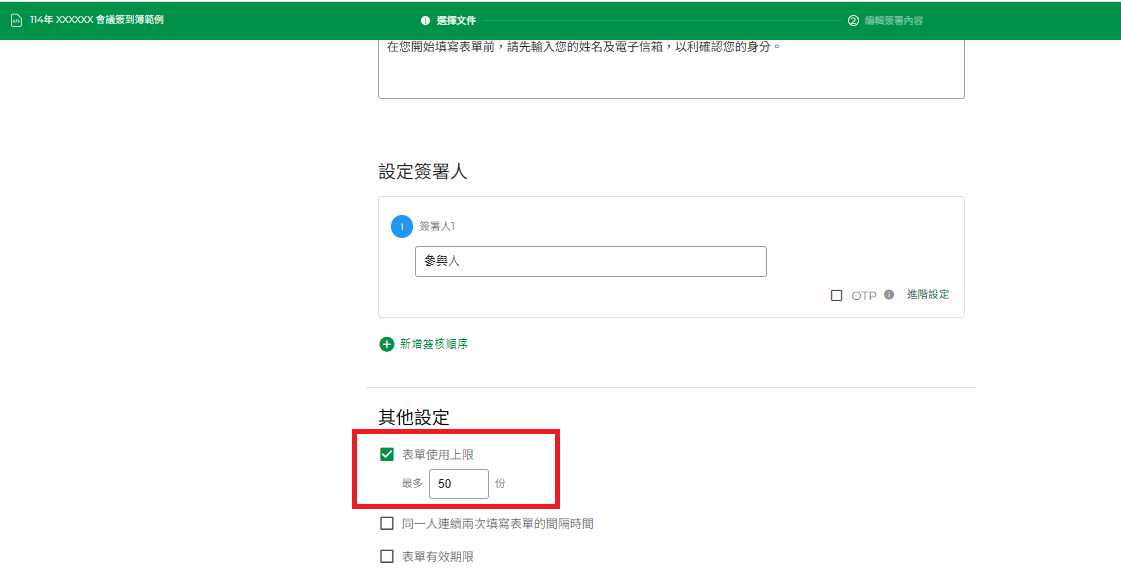 114年 XXXXXX 會議簽到簿範例
1 選擇文件
2 編輯簽署內容
在您開始填寫表單前，請先輸入您的姓名及電子信箱，以利確認您的身分。
設定簽署人
1 簽署人1
參與人
OTP 進階設定
新增簽核順序
其他設定
表單使用上限
最多 50 份
同一人連續兩次填寫表單的間隔時間
表單有效期限